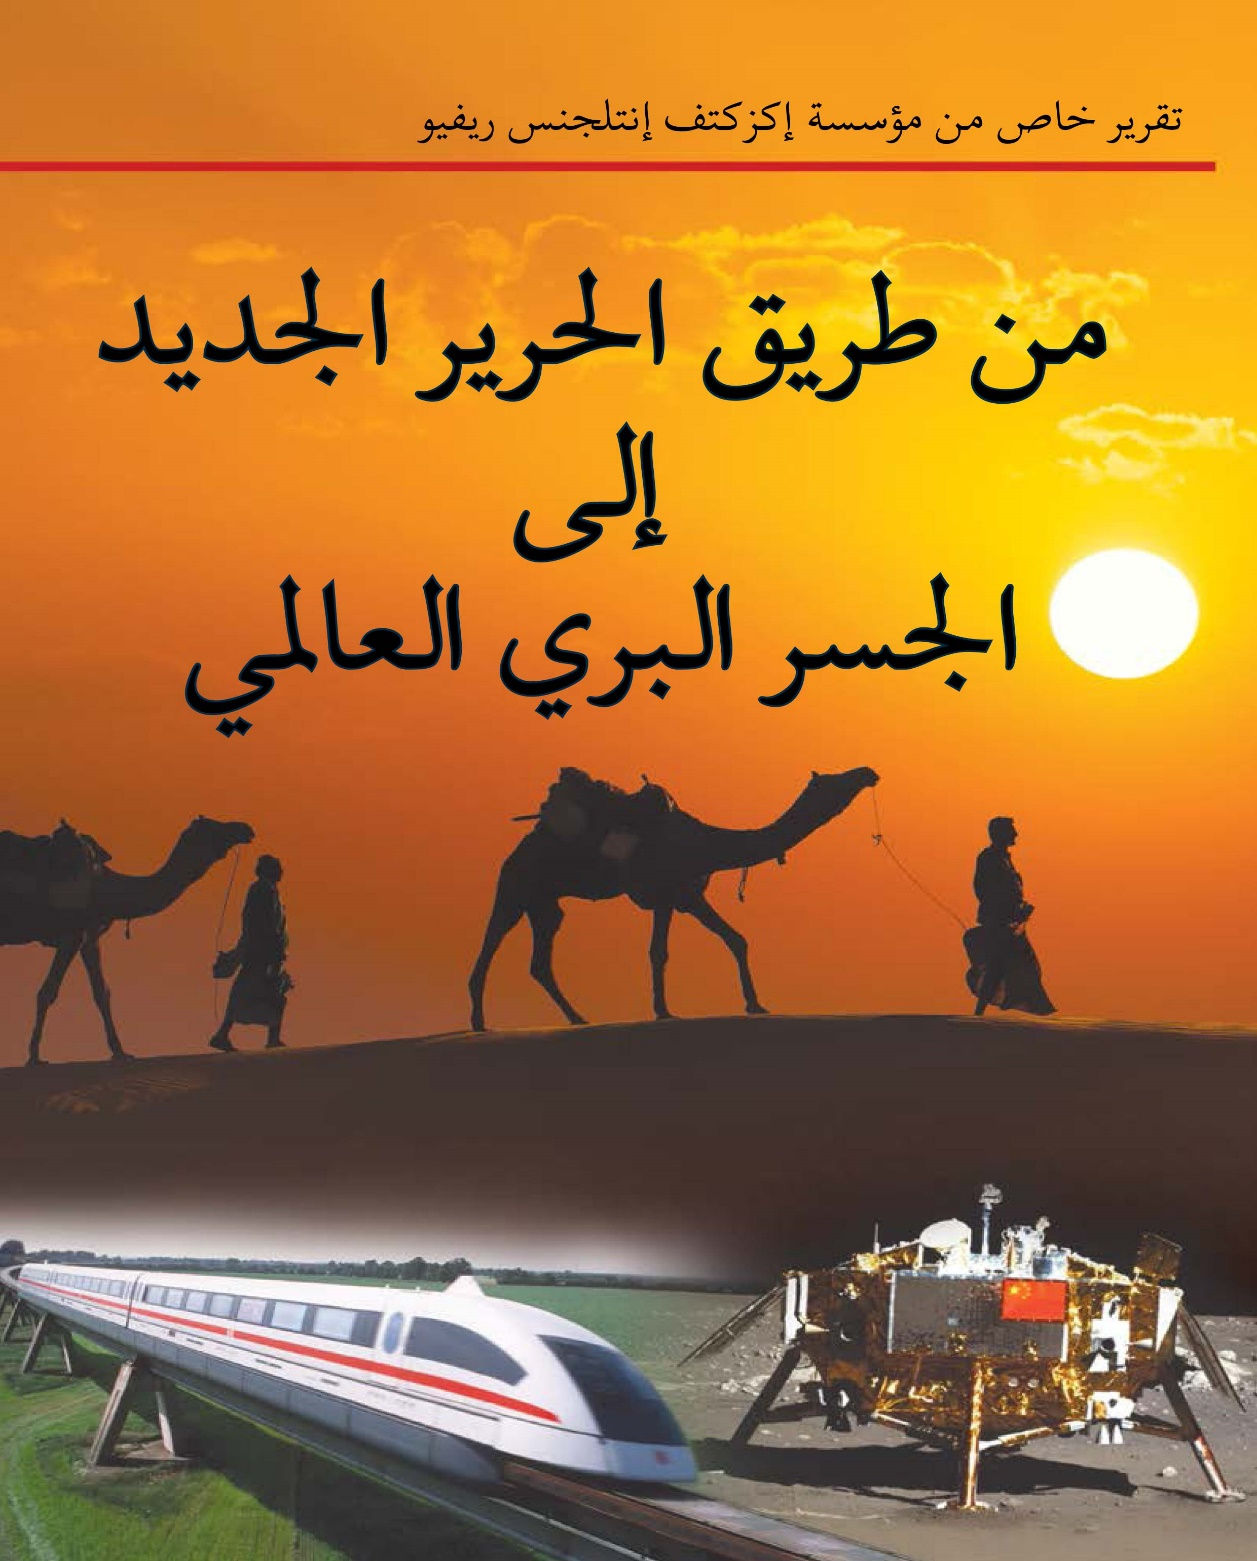 تقرير خاص من مؤسسة إكزكتف إنتلجنس ريفيو
من طريق الحرير الجديد
إلى
الجسر البري العالمي